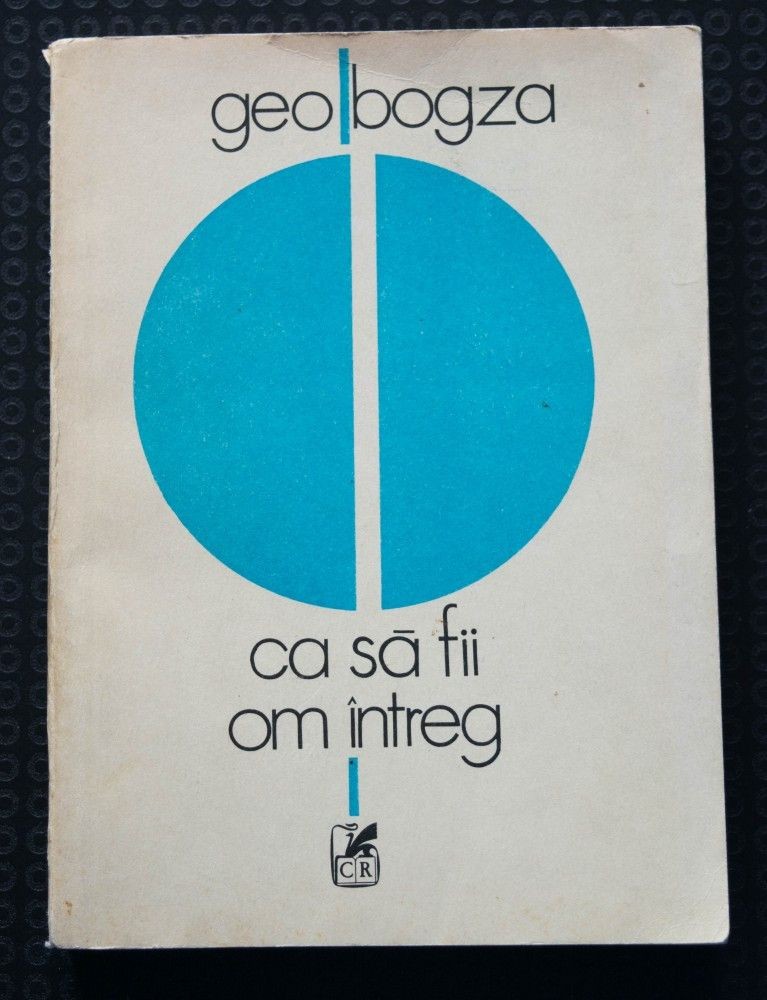 geo bogza
ca să fii
om întreg
CR